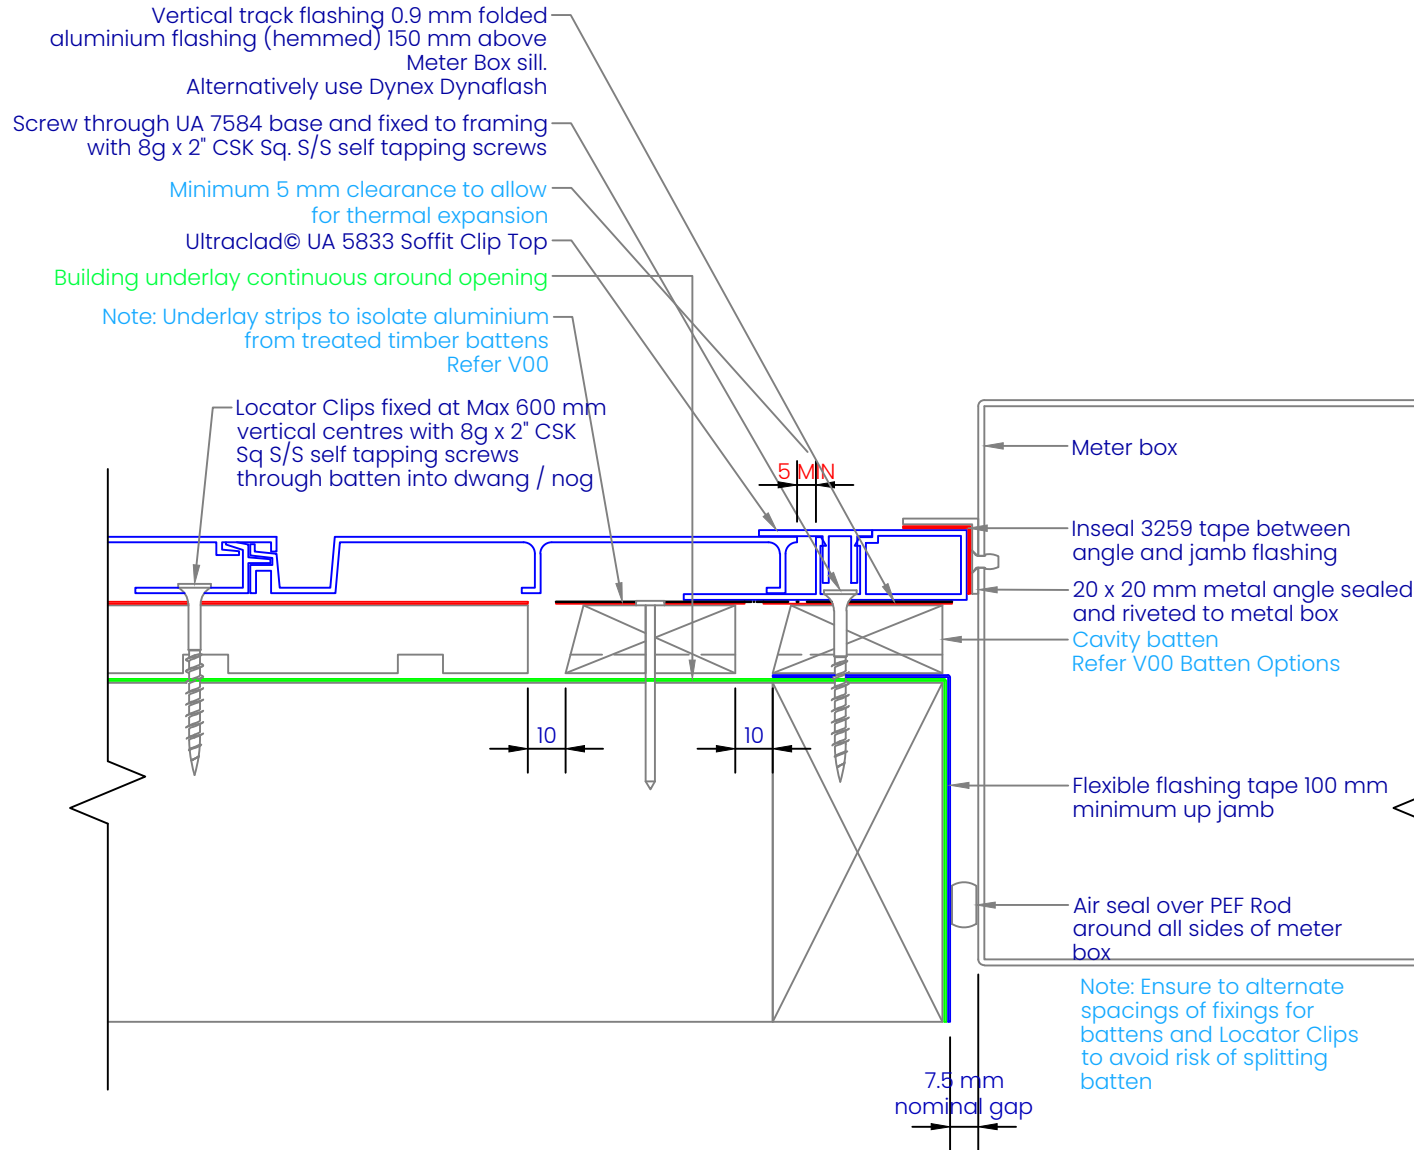 Vertical track flashing 0.9 mm folded
aluminium flashing (hemmed) 150 mm above
Meter Box sill.
Alternatively use Dynex Dynaflash
Screw through UA 7584 base and fixed to framing
with 8g x 2" CSK Sq. S/S self tapping screws
Minimum 5 mm clearance to allow
for thermal expansion
Ultraclad© UA 5833 Soffit Clip Top
Building underlay continuous around opening
Note: Underlay strips to isolate aluminium
from treated timber battens
Refer V00
Locator Clips fixed at Max 600 mm
vertical centres with 8g x 2" CSK
Sq S/S self tapping screws
through batten into dwang / nog
5 MIN
Meter box
Inseal 3259 tape between
angle and jamb flashing
20 x 20 mm metal angle sealed
and riveted to metal box
Cavity batten
Refer V00 Batten Options
10
10
Flexible flashing tape 100 mm
minimum up jamb
Air seal over PEF Rod
around all sides of meter
box
Note: Ensure to alternate
spacings of fixings for
battens and Locator Clips
to avoid risk of splitting
batten
7.5 mm
nominal gap